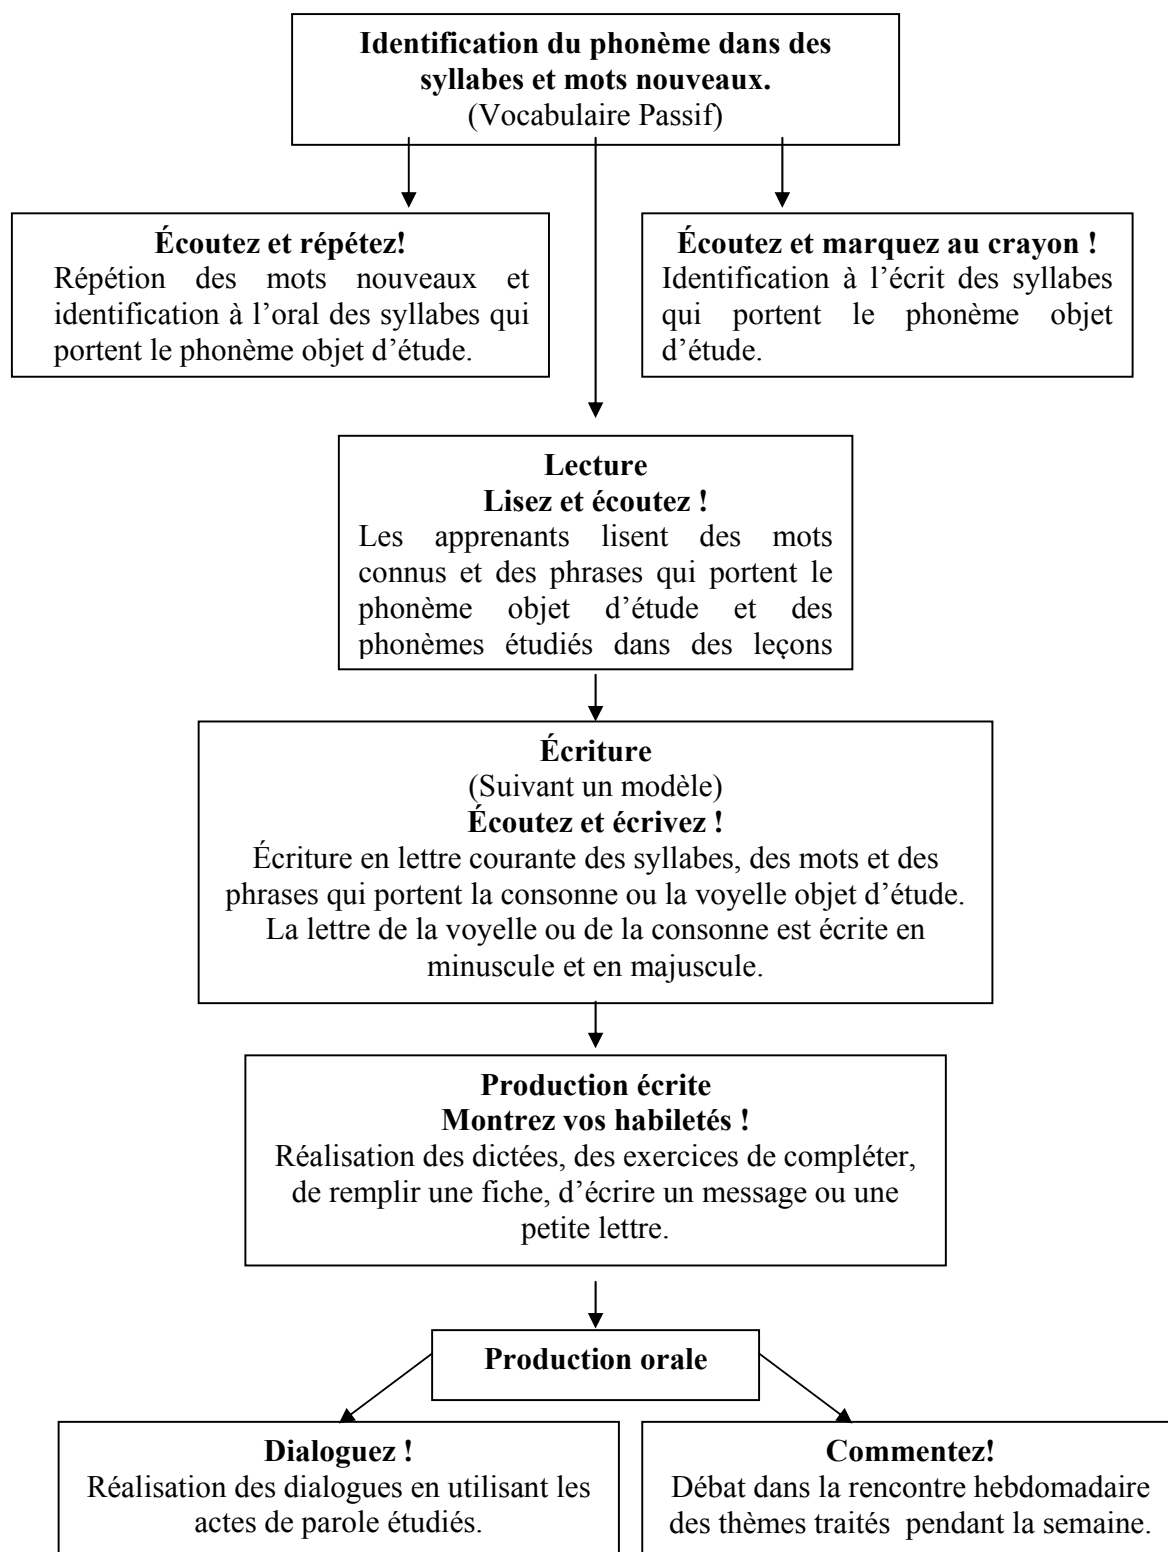 Identification du phonème dans des
syllabes et mots nouveaux.
(Vocabulaire Passif)
Écoutez et répétez!
Répétion des mots nouveaux et
identification à l’oral des syllabes qui
portent le phonème objet d’étude.
Écoutez et marquez au crayon !
Identification à l’écrit des syllabes
qui portent le phonème objet
d’étude.
Lecture
Lisez et écoutez !
Les apprenants lisent des mots
connus et des phrases qui portent le
phonème objet d’étude et des
phonèmes étudiés dans des leçons
Écriture
(Suivant un modèle)
Écoutez et écrivez !
Écriture en lettre courante des syllabes, des mots et des
phrases qui portent la consonne ou la voyelle objet d’étude.
La lettre de la voyelle ou de la consonne est écrite en
minuscule et en majuscule.
Production écrite
Montrez vos habiletés !
Réalisation des dictées, des exercices de compléter,
de remplir une fiche, d’écrire un message ou une
petite lettre.
Production orale
Dialoguez !
Réalisation des dialogues en utilisant les
actes de parole étudiés.
Commentez!
Débat dans la rencontre hebdomadaire
des thèmes traités  pendant la semaine.